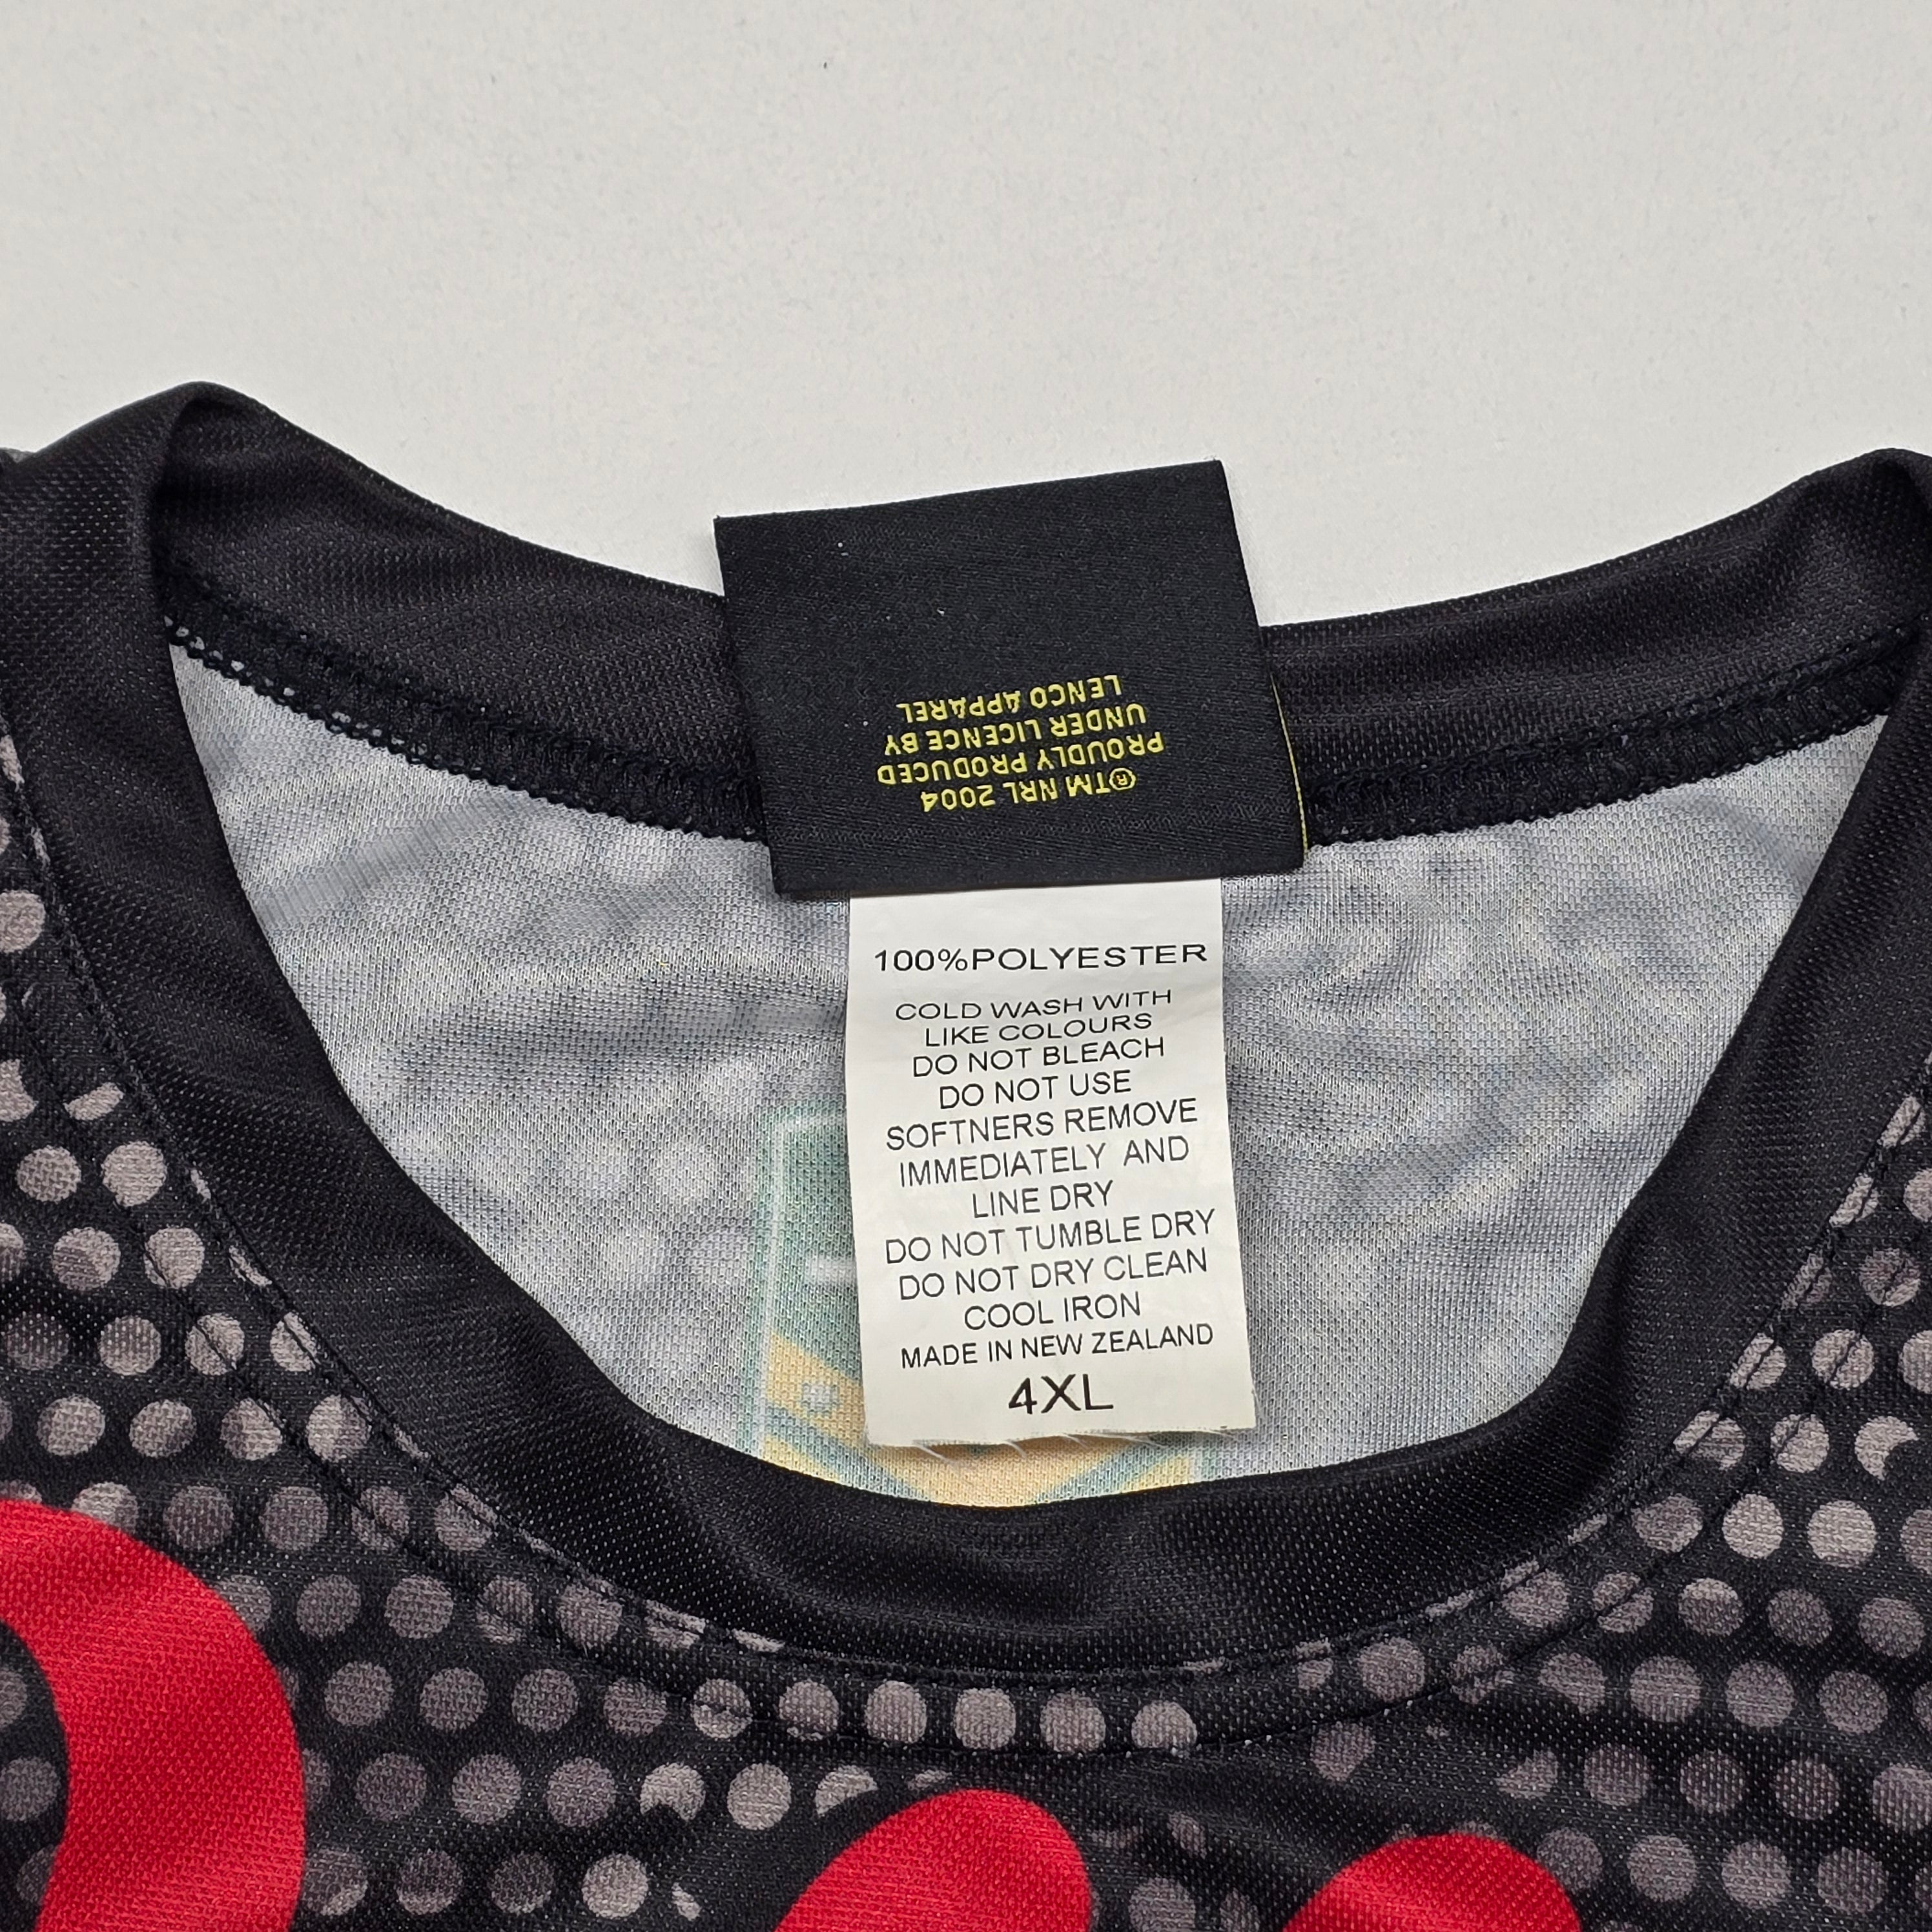 ®TM NRL 2004
PROUDLY PRODUCED
UNDER LICENCE BY
LENCO APPAREL
100%POLYESTER
COLD WASH WITH
LIKE COLOURS
DO NOT BLEACH
DO NOT USE
SOFTNERS REMOVE
IMMEDIATELY AND
LINE DRY
DO NOT TUMBLE DRY
DO NOT DRY CLEAN
COOL IRON
MADE IN NEW ZEALAND
4XL